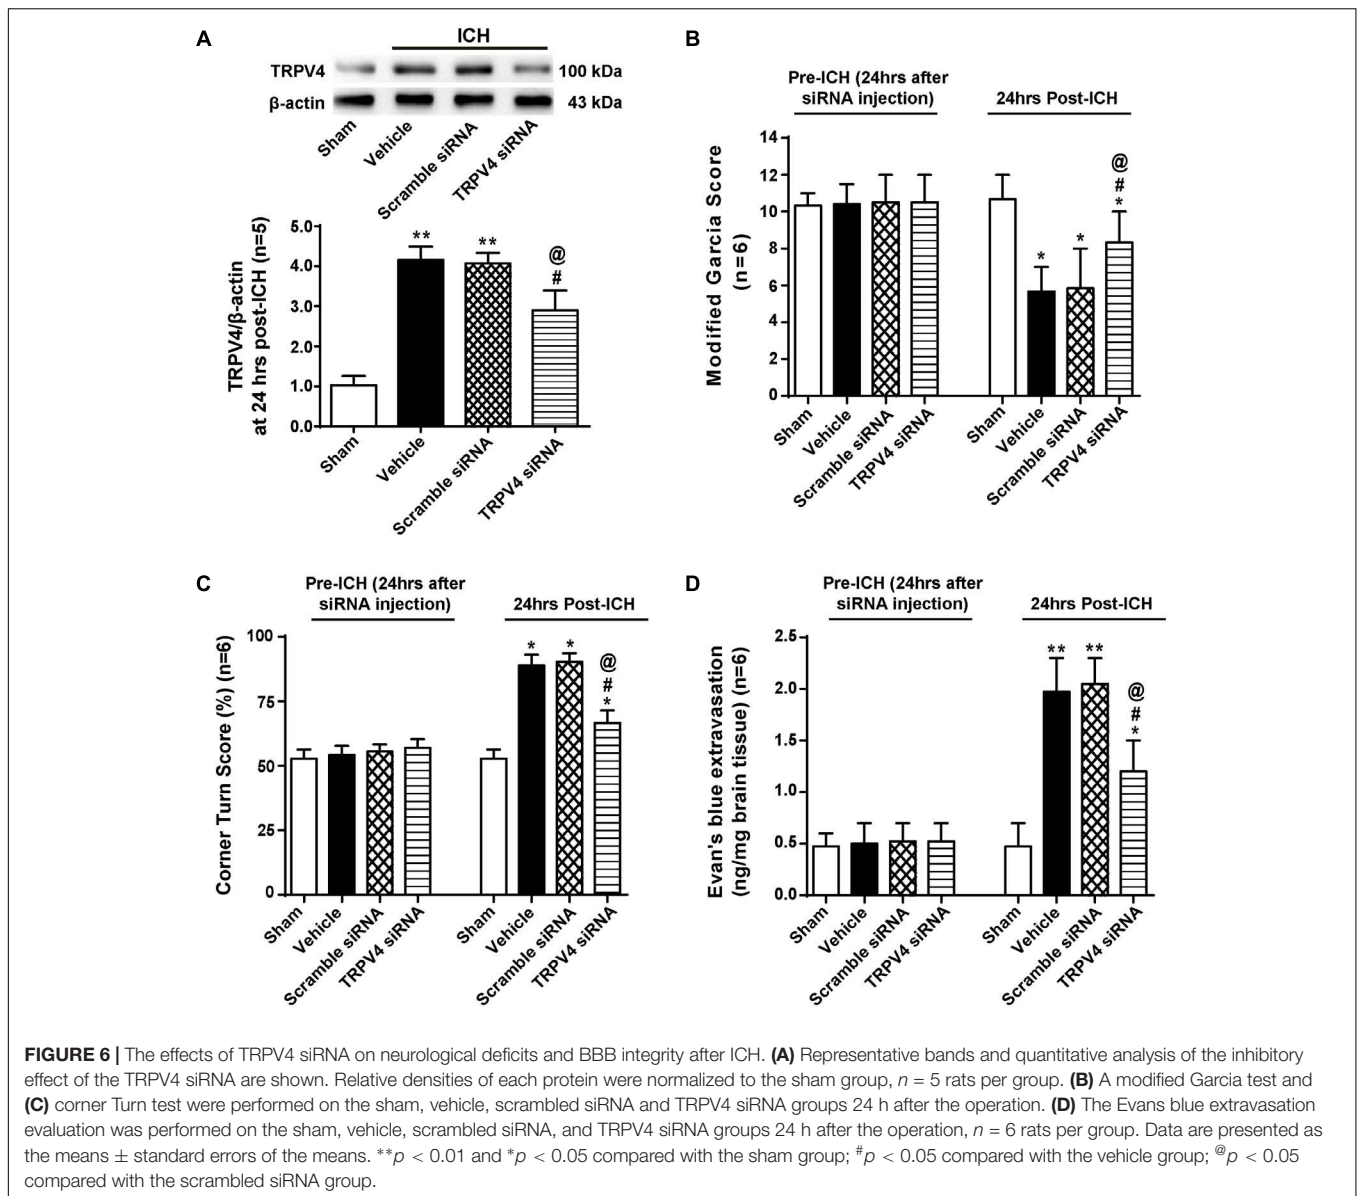 A
ICH
TRPV4
100 kDa
β-actin
43 kDa
Sham
Vehicle
Scramble siRNA
TRPV4 siRNA
TRPV4/β-actin
at 24 hrs post-ICH (n=5)
5.0
4.0
3.0
2.0
1.0
0.0
**
**
@
#
Sham
Vehicle
Scramble siRNA
TRPV4 siRNA
B
Pre-ICH (24hrs after
siRNA injection)
24hrs Post-ICH
Modified Garcia Score
(n=6)
14
12
10
8
6
4
2
0
*
*
@
#
*
Sham
Vehicle
Scramble siRNA
TRPV4 siRNA
Sham
Vehicle
Scramble siRNA
TRPV4 siRNA
C
Pre-ICH (24hrs after
siRNA injection)
24hrs Post-ICH
Corner Turn Score (%) (n=6)
100
75
50
25
0
*
*
@
#
*
Sham
Vehicle
Scramble siRNA
TRPV4 siRNA
Sham
Vehicle
Scramble siRNA
TRPV4 siRNA
D
Pre-ICH (24hrs after
siRNA injection)
24hrs Post-ICH
Evan's blue extravasation
(ng/mg brain tissue) (n=6)
2.5
2.0
1.5
1.0
0.5
0.0
**
**
@
#
*
Sham
Vehicle
Scramble siRNA
TRPV4 siRNA
Sham
Vehicle
Scramble siRNA
TRPV4 siRNA
FIGURE 6 | The effects of TRPV4 siRNA on neurological deficits and BBB integrity after ICH. (A) Representative bands and quantitative analysis of the inhibitory
effect of the TRPV4 siRNA are shown. Relative densities of each protein were normalized to the sham group, n = 5 rats per group. (B) A modified Garcia test and
(C) corner Turn test were performed on the sham, vehicle, scrambled siRNA and TRPV4 siRNA groups 24 h after the operation. (D) The Evans blue extravasation
evaluation was performed on the sham, vehicle, scrambled siRNA, and TRPV4 siRNA groups 24 h after the operation, n = 6 rats per group. Data are presented as
the means ± standard errors of the means. **p < 0.01 and *p < 0.05 compared with the sham group; #p < 0.05 compared with the vehicle group; @p < 0.05
compared with the scrambled siRNA group.